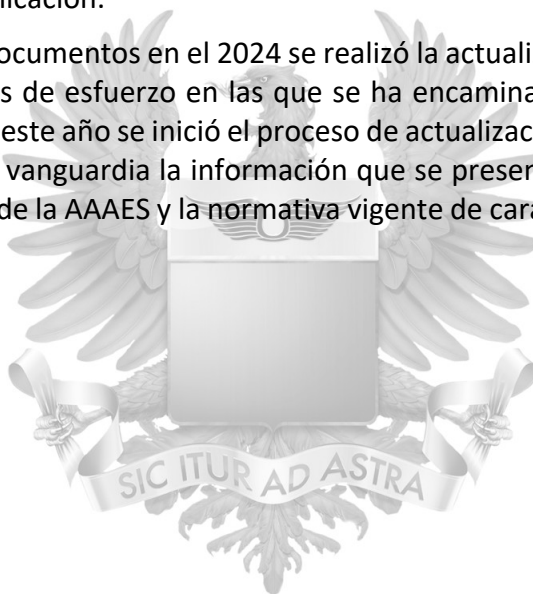 nicación.
ocumentos en el 2024 se realizó la actuali
s de esfuerzo en las que se ha encamina
este año se inició el proceso de actualizac
vanguardia la información que se preser
de la AAAES y la normativa vigente de cará
SIC ITUR AD ASTRA